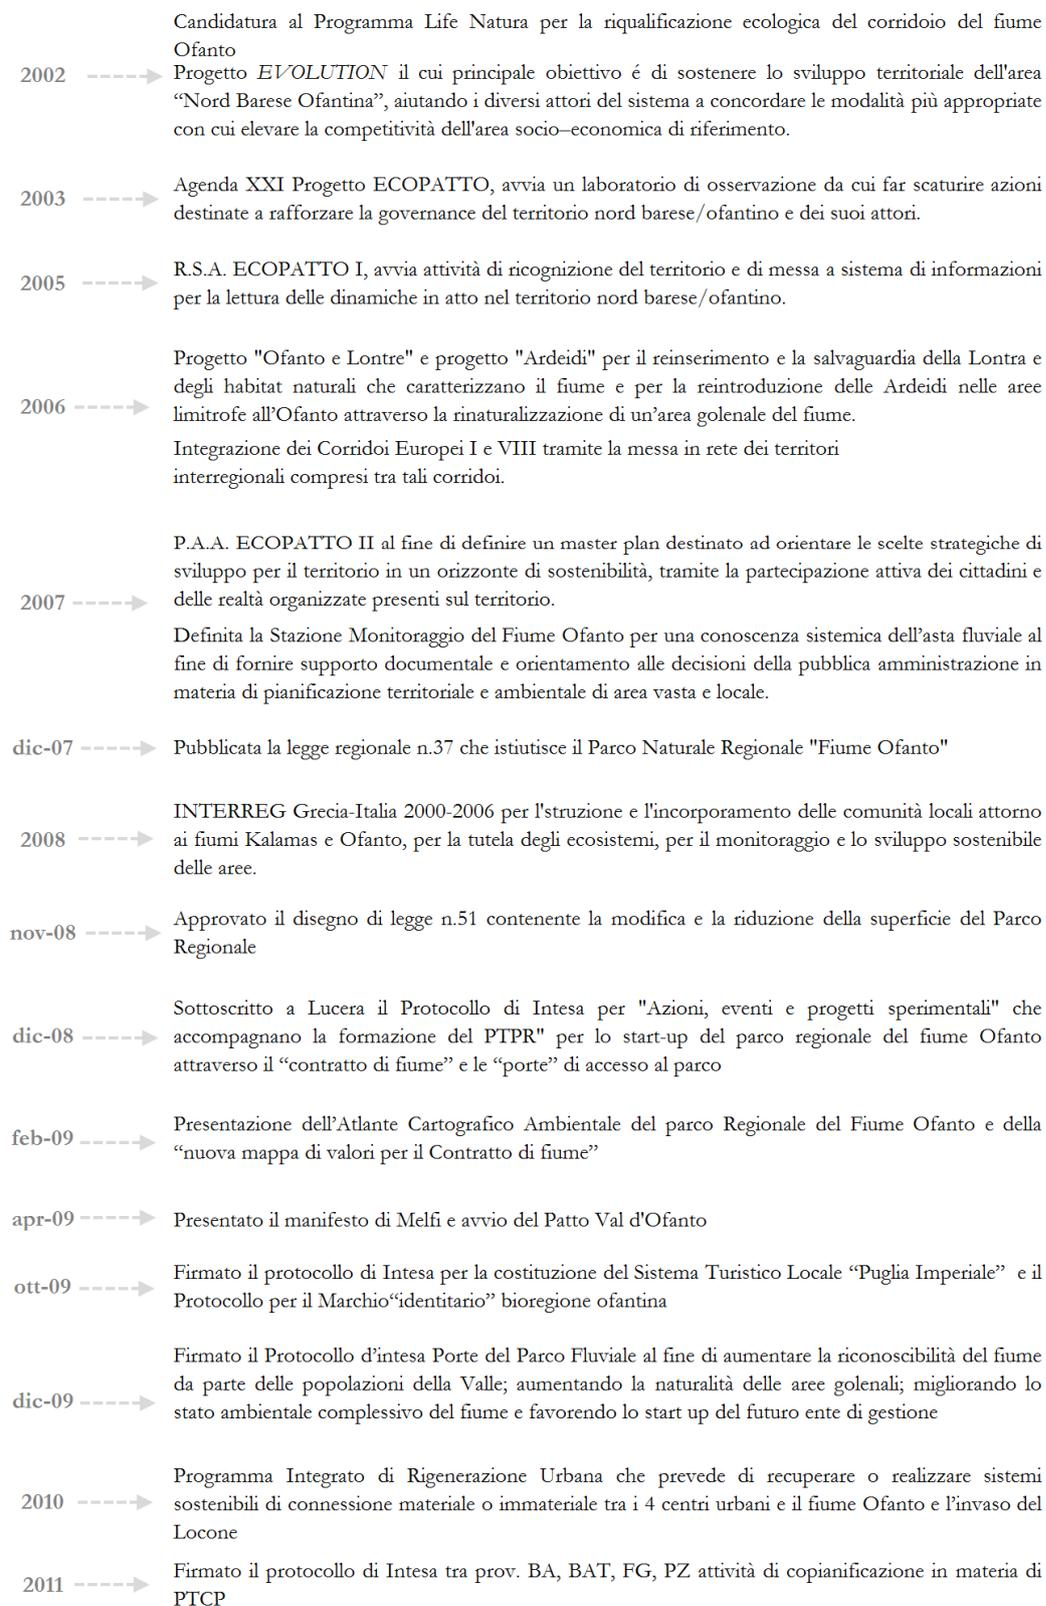 Candidatura al Programma Life Natura per la riqualificazione ecologica del corridoio del fiume
Ofanto
2002
Progetto EVOLUTION il cui principale obiettivo é di sostenere lo sviluppo territoriale dell'area
“Nord Barese Ofantina”, aiutando i diversi attori del sistema a concordare le modalità più appropriate
con cui elevare la competitività dell'area socio–economica di riferimento.
2003
Agenda XXI Progetto ECOPATTO, avvia un laboratorio di osservazione da cui far scaturire azioni
destinate a rafforzare la governance del territorio nord barese/ofantino e dei suoi attori.
2005
R.S.A. ECOPATTO I, avvia attività di ricognizione del territorio e di messa a sistema di informazioni
per la lettura delle dinamiche in atto nel territorio nord barese/ofantino.
2006
Progetto "Ofanto e Lontre" e progetto "Ardeidi" per il reinserimento e la salvaguardia della Lontra e
degli habitat naturali che caratterizzano il fiume e per la reintroduzione delle Ardeidi nelle aree
limitrofe all’Ofanto attraverso la rinaturalizzazione di un’area golenale del fiume.
Integrazione dei Corridoi Europei I e VIII tramite la messa in rete dei territori
interregionali compresi tra tali corridoi.
2007
P.A.A. ECOPATTO II al fine di definire un master plan destinato ad orientare le scelte strategiche di
sviluppo per il territorio in un orizzonte di sostenibilità, tramite la partecipazione attiva dei cittadini e
delle realtà organizzate presenti sul territorio.
Definita la Stazione Monitoraggio del Fiume Ofanto per una conoscenza sistemica dell’asta fluviale al
fine di fornire supporto documentale e orientamento alle decisioni della pubblica amministrazione in
materia di pianificazione territoriale e ambientale di area vasta e locale.
dic-07
Pubblicata la legge regionale n.37 che istiutisce il Parco Naturale Regionale "Fiume Ofanto"
2008
INTERREG Grecia-Italia 2000-2006 per l'struzione e l'incorporamento delle comunità locali attorno
ai fiumi Kalamas e Ofanto, per la tutela degli ecosistemi, per il monitoraggio e lo sviluppo sostenibile
delle aree.
nov-08
Approvato il disegno di legge n.51 contenente la modifica e la riduzione della superficie del Parco
Regionale
dic-08
Sottoscritto a Lucera il Protocollo di Intesa per "Azioni, eventi e progetti sperimentali" che
accompagnano la formazione del PTPR" per lo start-up del parco regionale del fiume Ofanto
attraverso il “contratto di fiume” e le “porte” di accesso al parco
feb-09
Presentazione dell’Atlante Cartografico Ambientale del parco Regionale del Fiume Ofanto e della
“nuova mappa di valori per il Contratto di fiume”
apr-09
Presentato il manifesto di Melfi e avvio del Patto Val d'Ofanto
ott-09
Firmato il protocollo di Intesa per la costituzione del Sistema Turistico Locale “Puglia Imperiale” e il
Protocollo per il Marchio“identitario” bioregione ofantina
dic-09
Firmato il Protocollo d’intesa Porte del Parco Fluviale al fine di aumentare la riconoscibilità del fiume
da parte delle popolazioni della Valle; aumentando la naturalità delle aree golenali; migliorando lo
stato ambientale complessivo del fiume e favorendo lo start up del futuro ente di gestione
2010
Programma Integrato di Rigenerazione Urbana che prevede di recuperare o realizzare sistemi
sostenibili di connessione materiale o immateriale tra i 4 centri urbani e il fiume Ofanto e l’invaso del
Locone
2011
Firmato il protocollo di Intesa tra prov. BA, BAT, FG, PZ attività di copianificazione in materia di
PTCP